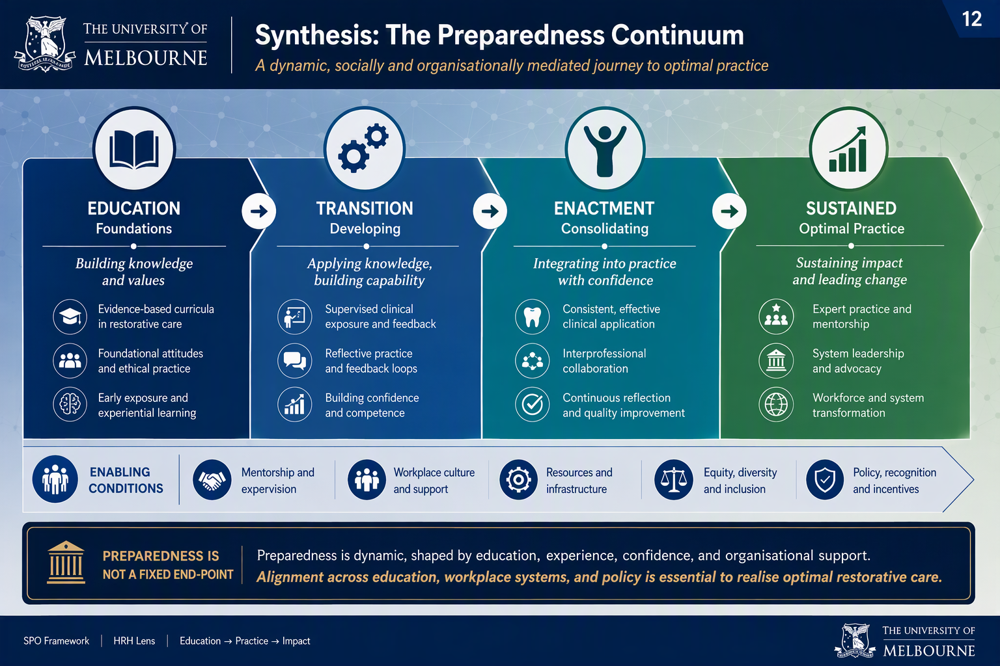 THE UNIVERSITY OF
MELBOURNE
Synthesis: The Preparedness Continuum
A dynamic, socially and organisationally mediated journey to optimal practice
12
EDUCATION
Foundations
Building knowledge
and values
Evidence-based curricula
in restorative care
Foundational attitudes
and ethical practice
Early exposure and
experiential learning
TRANSITION
Developing
Applying knowledge,
building capability
Supervised clinical
exposure and feedback
Reflective practice
and feedback loops
Building confidence
and competence
ENACTMENT
Consolidating
Integrating into practice
with confidence
Consistent, effective
clinical application
Interprofessional
collaboration
Continuous reflection
and quality improvement
SUSTAINED
Optimal Practice
Sustaining impact
and leading change
Expert practice and
mentorship
System leadership
and advocacy
Workforce and system
transformation
ENABLING
CONDITIONS
Mentorship and
expervision
Workplace culture
and support
Resources and
infrastructure
Equity, diversity
and inclusion
Policy, recognition
and incentives
PREPAREDNESS IS
NOT A FIXED END-POINT
Preparedness is dynamic, shaped by education, experience, confidence, and organisational support.
Alignment across education, workplace systems, and policy is essential to realise optimal restorative care.
SPO Framework | HRH Lens | Education → Practice → Impact
THE UNIVERSITY OF
MELBOURNE